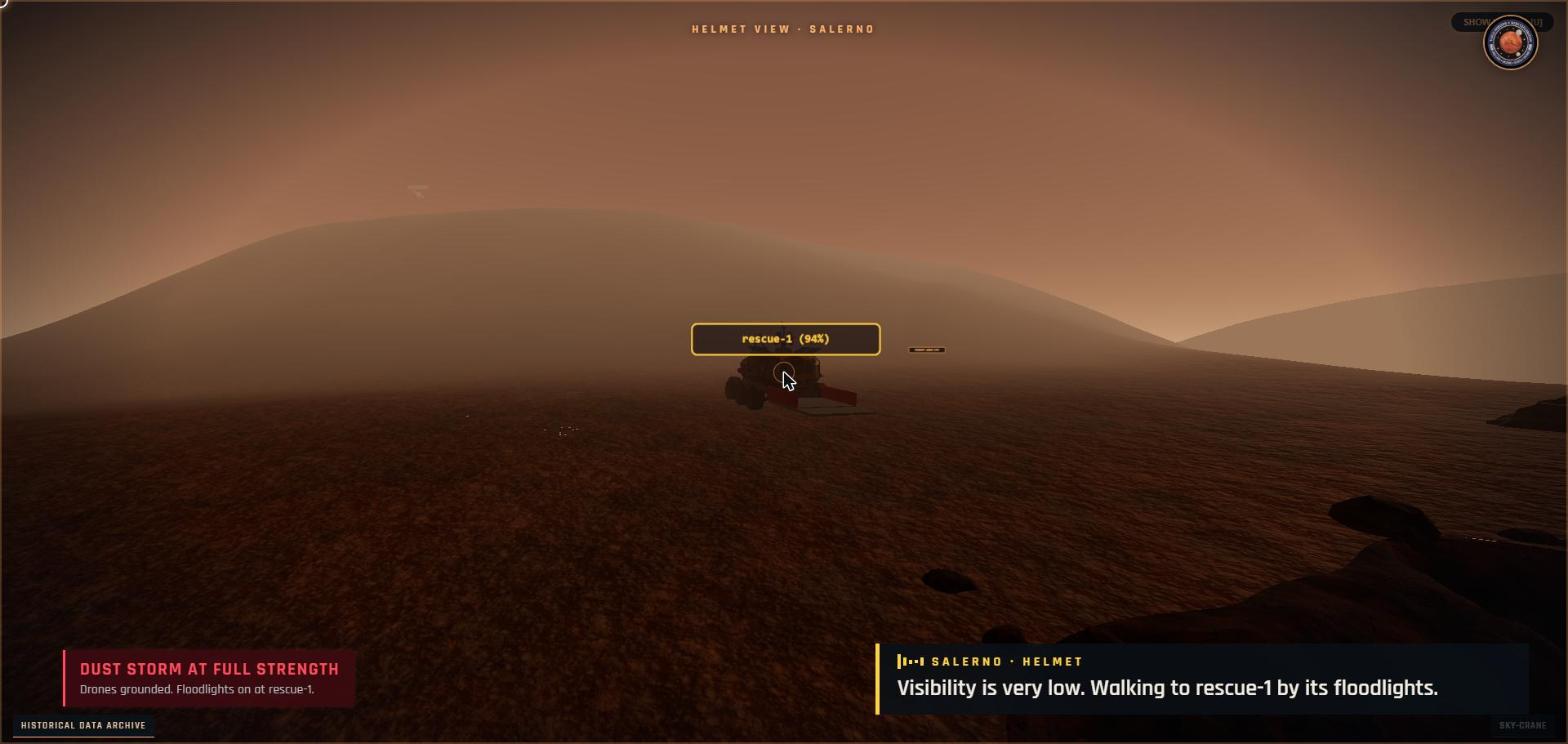 HELMET VIEW · SALERNO
SHOW
[U]
rescue-1 (94%)
DUST STORM AT FULL STRENGTH
Drones grounded. Floodlights on at rescue-1.
SALERNO · HELMET
Visibility is very low. Walking to rescue-1 by its floodlights.
HISTORICAL DATA ARCHIVE
SKY-CRANE